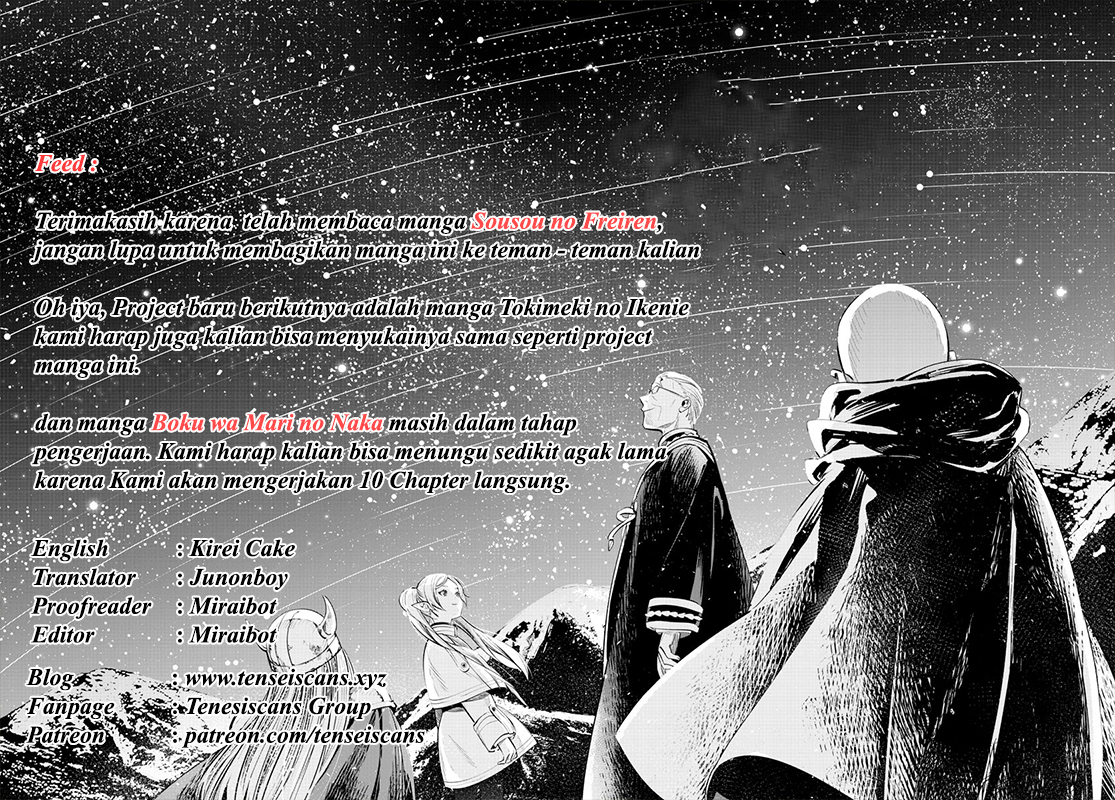 Feed :
Terimakasih karena telah membaca manga Sousou no Freiren,
jangan lupa untuk membagikan manga ini ke teman - teman kalian
Oh iya, Project baru berikutnya adalah manga Tokimeki no Ikenie
kami harap juga kalian bisa menyukainya sama seperti project
manga ini.
dan manga Boku wa Mari no Naka masih dalam tahap
pengerjaan. Kami harap kalian bisa menungu sedikit agak lama
karena Kami akan mengerjakan 10 Chapter langsung.
English : Kirei Cake
Translator : Junonboy
Proofreader : Miraibot
Editor : Miraibot
Blog : www.tenseiscans.xyz
Fanpage : Tenesiscans Group
Patreon : patreon.com/tenseiscans